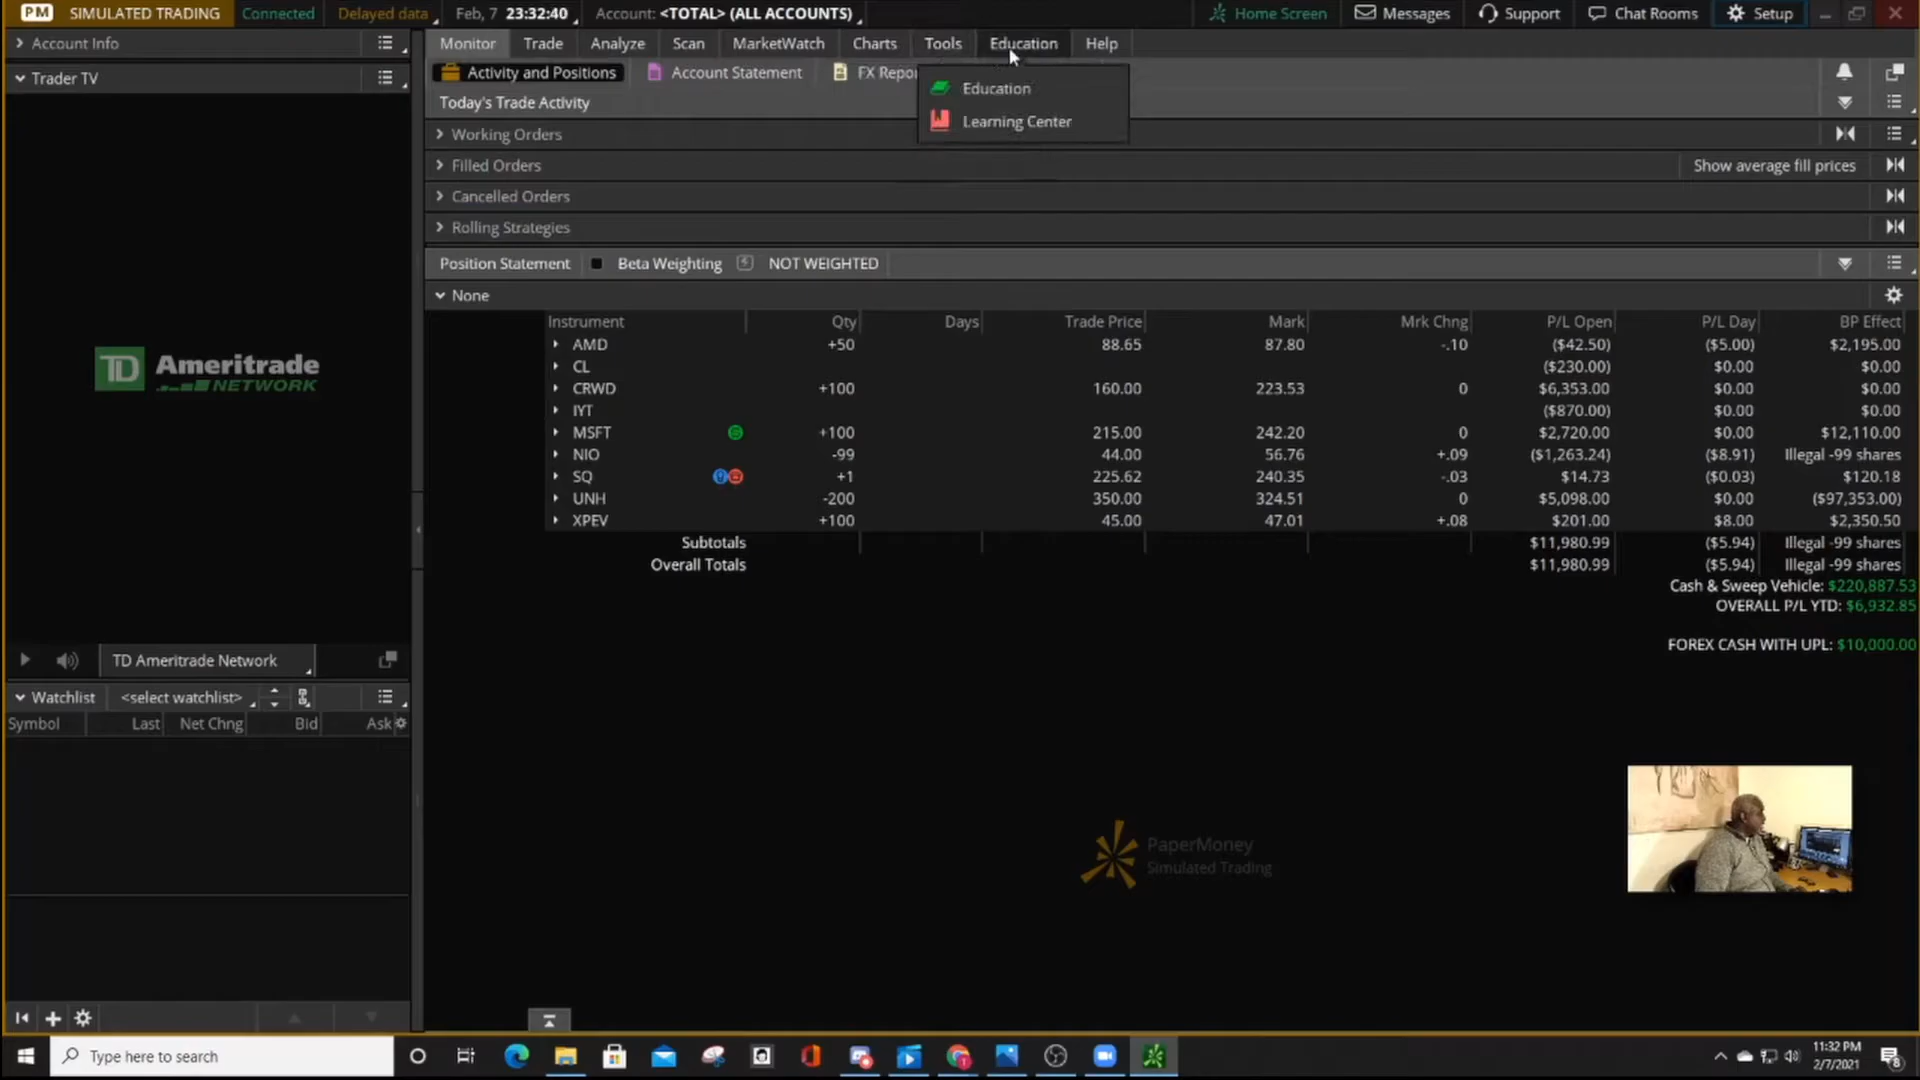 PM SIMULATED TRADING Connected Delayed data Feb, 7 23:32:40 Account: <TOTAL> (ALL ACCOUNTS) Home Screen Messages Support Chat Rooms Setup
Account Info
Monitor Trade Analyze Scan MarketWatch Charts Tools Education Help
Trader TV
Activity and Positions Account Statement FX Repo
Education
Learning Center
Today's Trade Activity
Working Orders
Filled Orders Show average fill prices
Cancelled Orders
Rolling Strategies
Position Statement Beta Weighting NOT WEIGHTED
None
Instrument Qty Days Trade Price Mark Mrk Chng P/L Open P/L Day BP Effect
AMD +50 88.65 87.80 -.10 ($42.50) ($5.00) $2,195.00
CL ($230.00) $0.00 $0.00
CRWD +100 160.00 223.53 0 $6,353.00 $0.00 $0.00
IYT ($870.00) $0.00 $0.00
MSFT +100 215.00 242.20 0 $2,720.00 $0.00 $12,110.00
NIO -99 44.00 56.76 +.09 ($1,263.24) ($8.91) Illegal -99 shares
SQ +1 225.62 240.35 -.03 $14.73 ($0.03) $120.18
UNH -200 350.00 324.51 0 $5,098.00 $0.00 ($97,353.00)
XPEV +100 45.00 47.01 +.08 $201.00 $8.00 $2,350.50
Subtotals $11,980.99 ($5.94) Illegal -99 shares
Overall Totals $11,980.99 ($5.94) Illegal -99 shares
Cash & Sweep Vehicle: $220,887.53
OVERALL P/L YTD: $6,932.85
FOREX CASH WITH UPL: $10,000.00
TD Ameritrade
NETWORK
TD Ameritrade Network
Watchlist <select watchlist>
Symbol Last Net Chng Bid Ask
PaperMoney
Simulated Trading
Type here to search
11:32 PM
2/7/2021